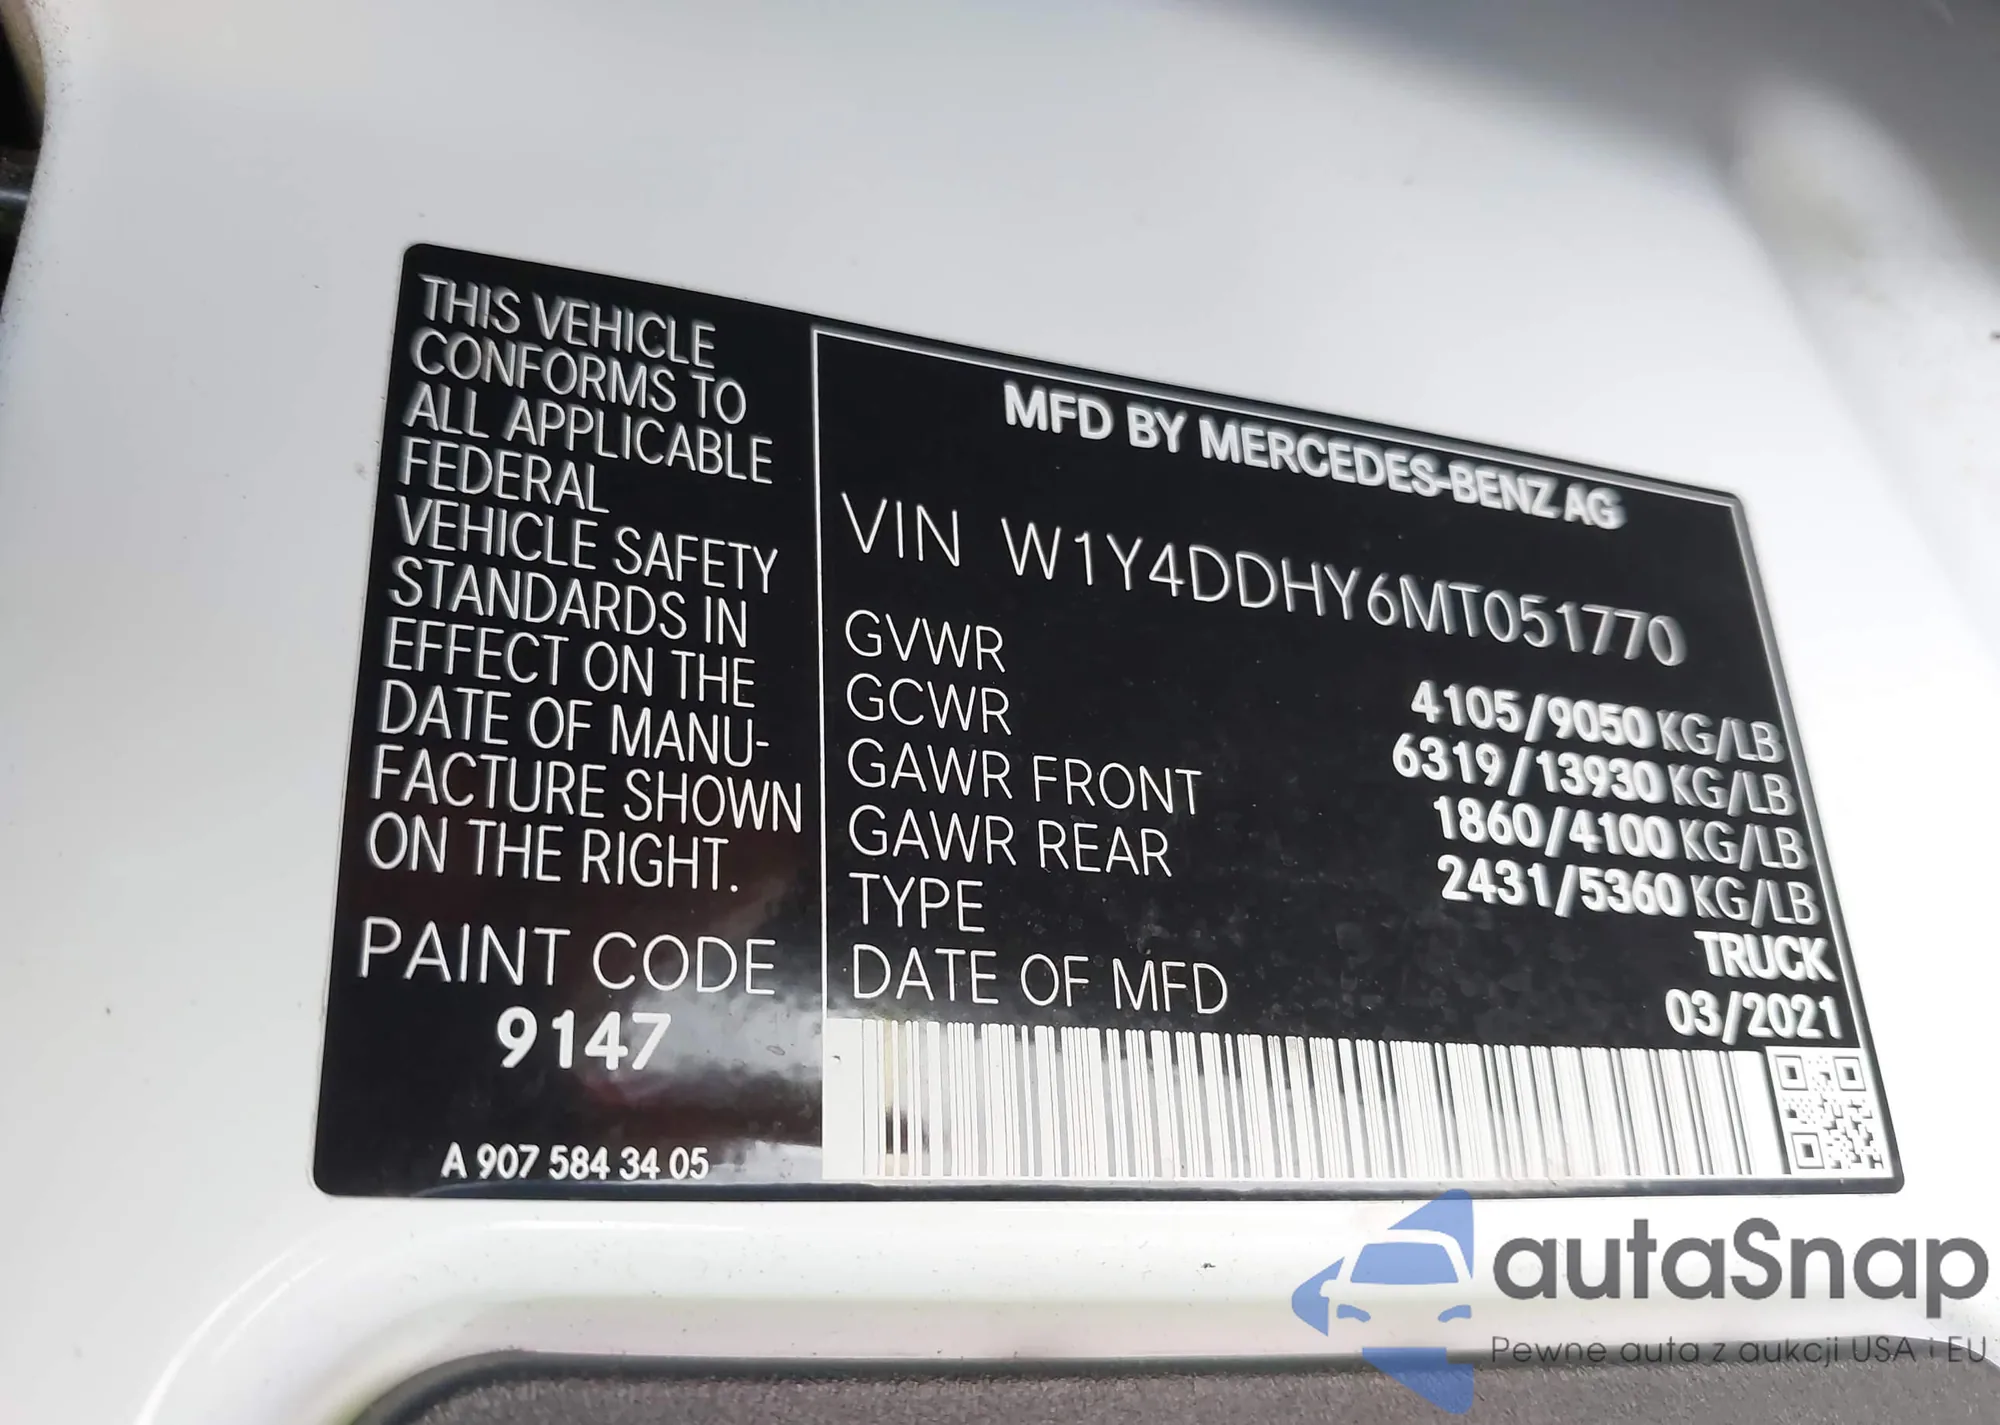 THIS VEHICLE
CONFORMS TO
ALL APPLICABLE
FEDERAL
VEHICLE SAFETY
STANDARDS IN
EFFECT ON THE
DATE OF MANU-
FACTURE SHOWN
ON THE RIGHT.
PAINT CODE
9147
A 907 584 34 05
MFD BY MERCEDES-BENZ AG
VIN W1Y4DDHY6MT051770
GVWR 4105/9050 KG/LB
GCWR 6319/13930 KG/LB
GAWR FRONT 1860/4100 KG/LB
GAWR REAR 2431/5360 KG/LB
TYPE TRUCK
DATE OF MFD 03/2021
autaSnap
Pewne auta z aukcji USA i EU